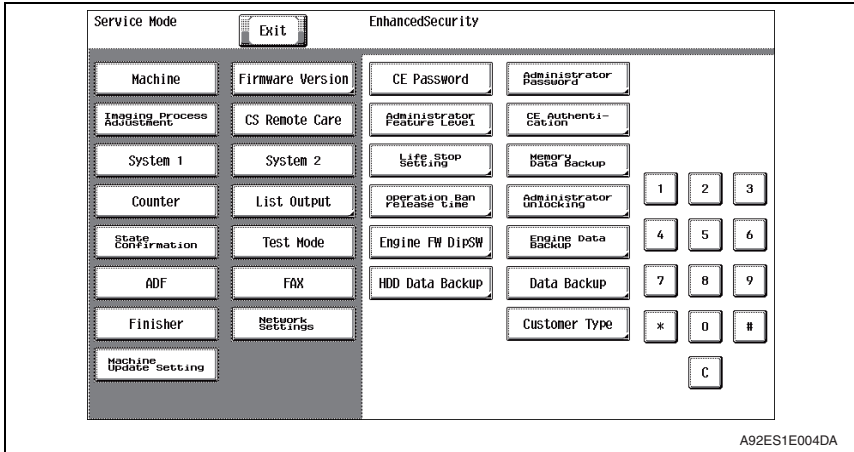 Service Mode
Exit
EnhancedSecurity
Machine
Firmware Version
Imaging Process
Adjustment
CS Remote Care
System 1
System 2
Counter
List Output
State
Confirmation
Test Mode
ADF
FAX
Finisher
Network
Settings
Machine
Update Setting
CE Password
Administrator
Password
Administrator
Feature Level
CE Authenti-
cation
Life Stop
Setting
Memory
Data Backup
operation Ban
release time
Administrator
unlocking
Engine FW DipSW
Engine Data
Backup
HDD Data Backup
Data Backup
Customer Type
1 2 3
4 5 6
7 8 9
* 0 #
C
A92ES1E004DA